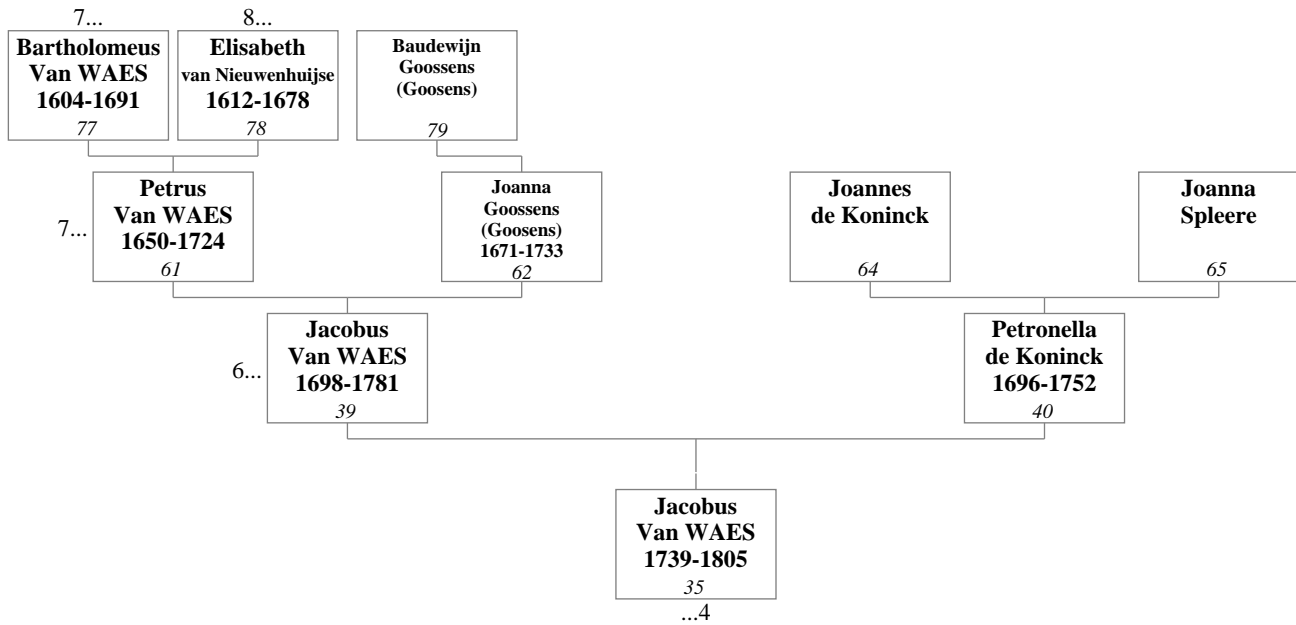 7...
8...
Bartholomeus
Van WAES
1604-1691
77
Elisabeth
van Nieuwenhuijse
1612-1678
78
Baudewijn
Goossens
(Goosens)
79
7...
Petrus
Van WAES
1650-1724
61
Joanna
Goossens
(Goosens)
1671-1733
62
Joannes
de Koninck
64
Joanna
Spleere
65
6...
Jacobus
Van WAES
1698-1781
39
Petronella
de Koninck
1696-1752
40
Jacobus
Van WAES
1739-1805
35
...4